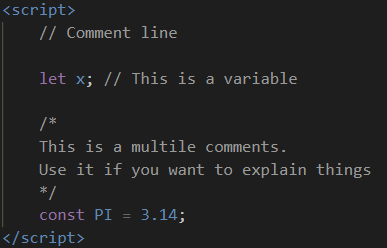 <script>
// Comment line
let x; // This is a variable
/*
This is a multile comments.
Use it if you want to explain things
*/
const PI = 3.14;
</script>